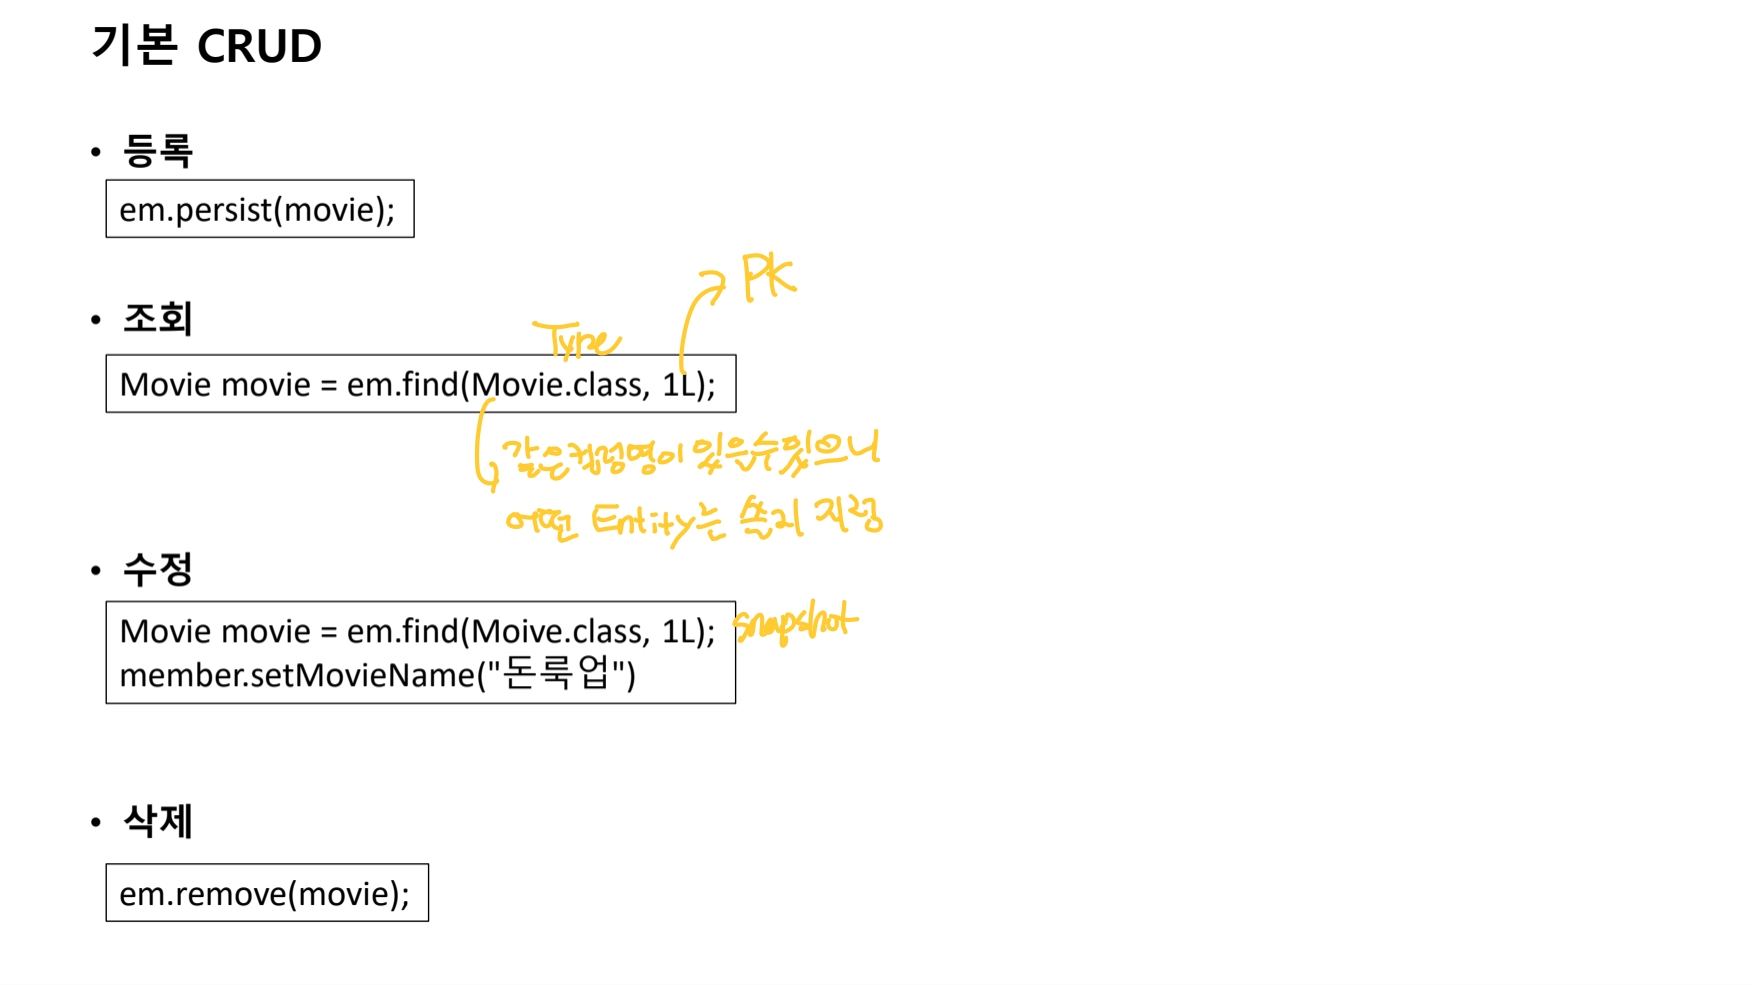 기본 CRUD
• 등록
em.persist(movie);
PK
• 조회
Type
Movie movie = em.find(Movie.class, 1L);
같은 컬럼명이 있을수있으니
어떤 Entity는 쓸지 지정
• 수정
Movie movie = em.find(Moive.class, 1L);
snapshot
member.setMovieName("돈룩업")
• 삭제
em.remove(movie);